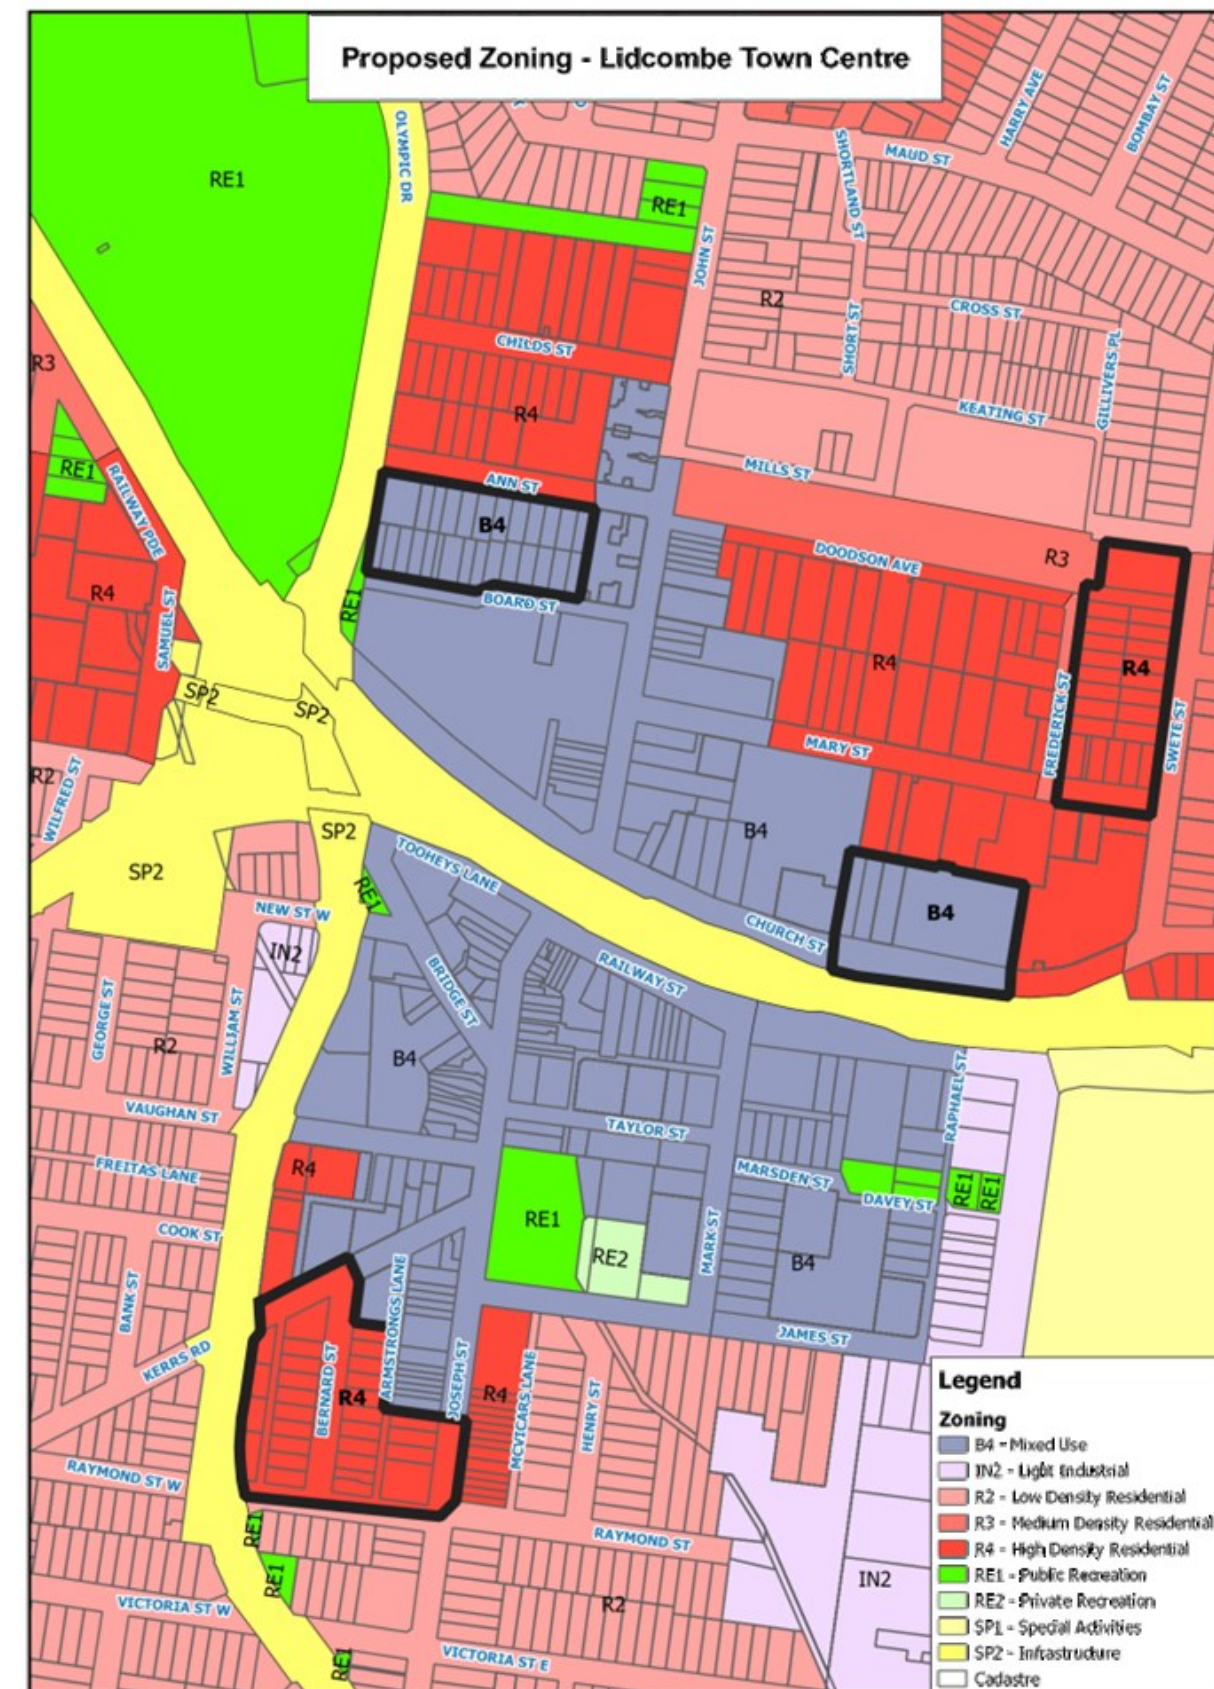 Proposed Zoning - Lidcombe Town Centre
OLYMPIC DR
HARRY AVE
BOMBAY ST
MAUD ST
SHORTLAND ST
RE1
RE1
JOHN ST
R2
CROSS ST
SHORT ST
CHILDS ST
GILLIVERS PL
R3
KEATING ST
R4
RE1
RAILWAY PDE
ANN ST
MILLS ST
B4
DOODSON AVE
R3
R4
SAMUEL ST
RE1
BOARD ST
R4
R4
FREDERICK ST
SWETE ST
SP2
SP2
MARY ST
R2
WILFRED ST
SP2
B4
TOOHEYS LANE
SP2
RE1
NEW ST W
B4
CHURCH ST
IN2
BRIDGE ST
RAILWAY ST
GEORGE ST
WILLIAM ST
R2
B4
RAPHAEL ST
VAUGHAN ST
TAYLOR ST
FREITAS LANE
R4
MARSDEN ST
DAVEY ST
RE1
RE1
COOK ST
RE1
RE2
MARK ST
B4
BANK ST
ARMSTRONGS LANE
JAMES ST
KERRS RD
BERNARD ST
R4
JOSEPH ST
R4
MCVICARS LANE
HENRY ST
RAYMOND ST W
RE1
RAYMOND ST
RE1
IN2
VICTORIA ST W
R2
RE1
VICTORIA ST E
Legend
Zoning
B4 - Mixed Use
IN2 - Light Industrial
R2 - Low Density Residential
R3 - Medium Density Residential
R4 - High Density Residential
RE1 - Public Recreation
RE2 - Private Recreation
SP1 - Special Activities
SP2 - Infrastructure
Cadastre